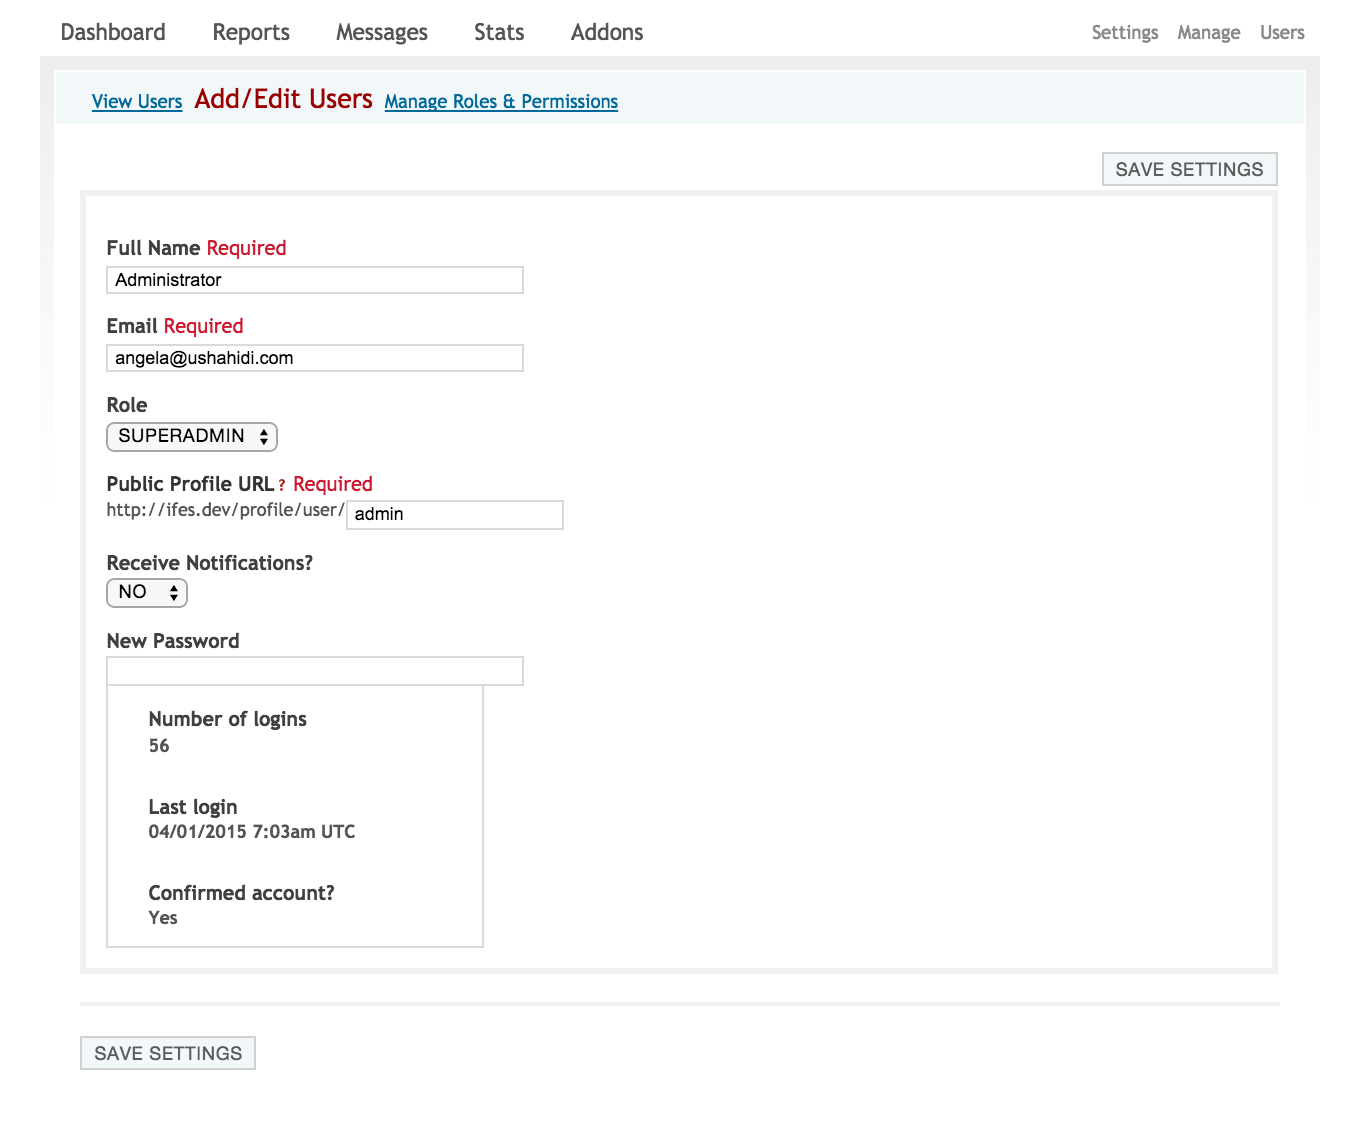 Dashboard Reports Messages Stats Addons Settings Manage Users
View Users Add/Edit Users Manage Roles & Permissions
SAVE SETTINGS
Full Name Required
Administrator
Email Required
angela@ushahidi.com
Role
SUPERADMIN
Public Profile URL ? Required
http://ifes.dev/profile/user/ admin
Receive Notifications?
NO
New Password
Number of logins
56
Last login
04/01/2015 7:03am UTC
Confirmed account?
Yes
SAVE SETTINGS